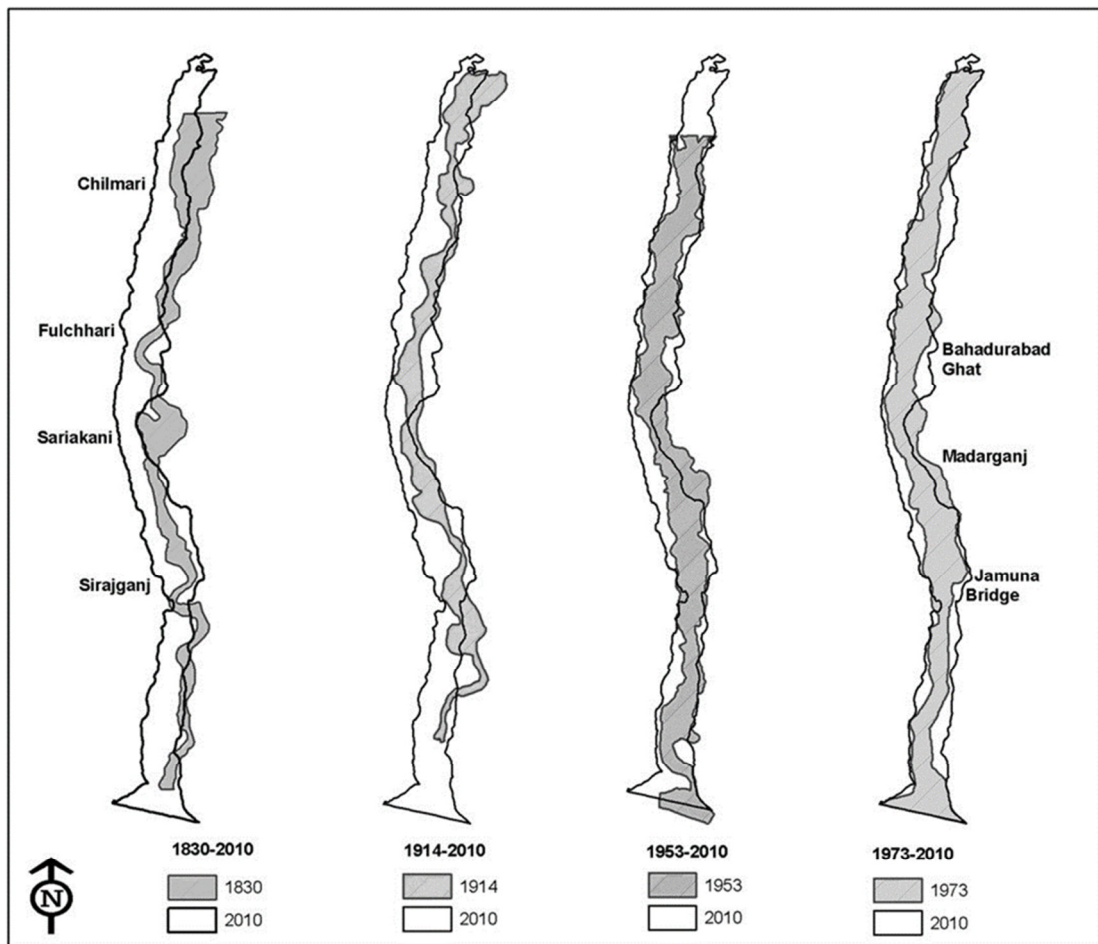 Chilmari
Fulchhari
Sariakani
Sirajganj
Bahadurabad
Ghat
Madarganj
Jamuna
Bridge
1830-2010
1830
2010
1914-2010
1914
2010
1953-2010
1953
2010
1973-2010
1973
2010
N